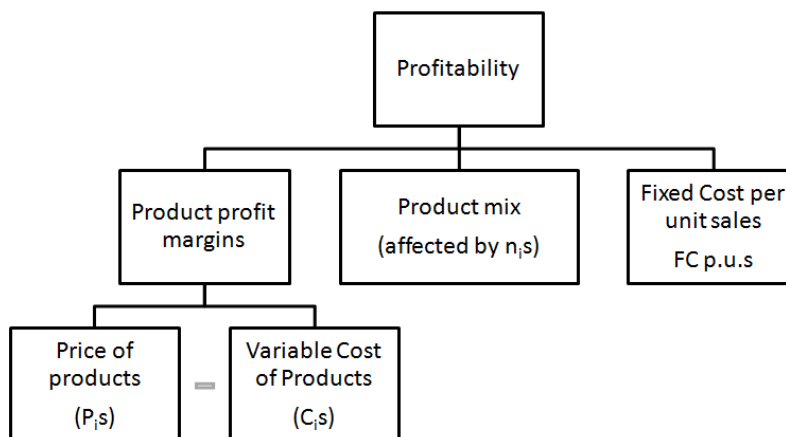 Profitability
Product profit
margins
Product mix
(affected by nᵢs)
Fixed Cost per
unit sales
FC p.u.s
Price of
products
(Pᵢs)
Variable Cost
of Products
(Cᵢs)